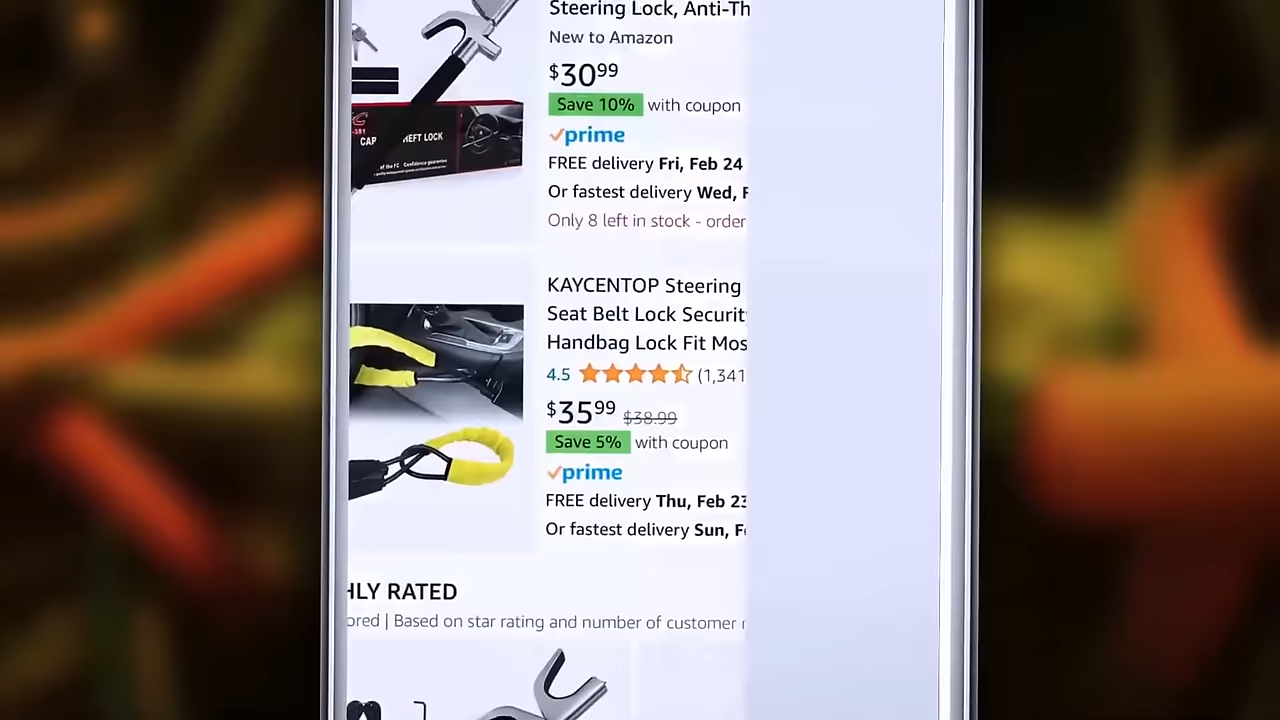 Steering Lock, Anti-Th
New to Amazon
$30.99
Save 10% with coupon
prime
FREE delivery Fri, Feb 24
Or fastest delivery Wed, F
Only 8 left in stock - order
CAP HEFT LOCK
KAYCENTOP Steering
Seat Belt Lock Securit
Handbag Lock Fit Mos
4.5 (1,341
$35.99 $38.99
Save 5% with coupon
prime
FREE delivery Thu, Feb 23
Or fastest delivery Sun, F
HLY RATED
ored | Based on star rating and number of customer r